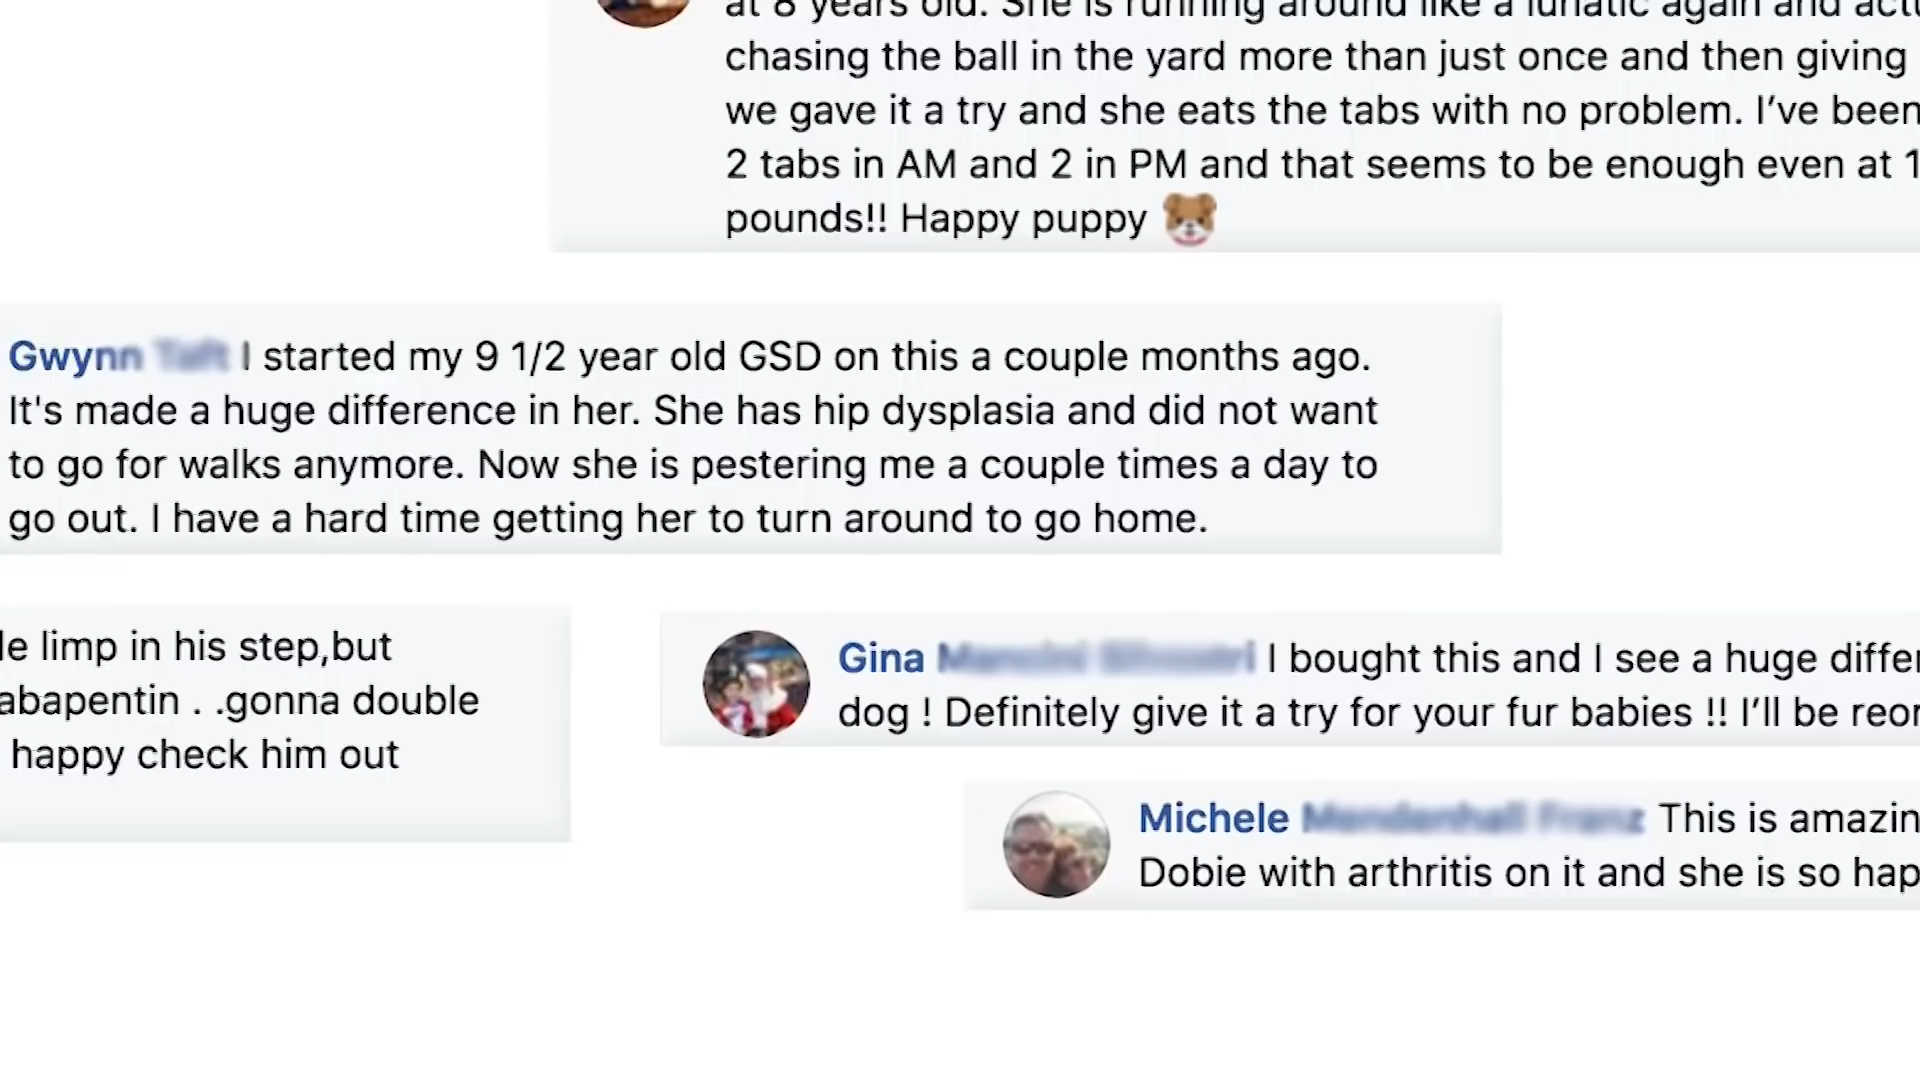 at 8 years old. She is running around like a lunatic again and
chasing the ball in the yard more than just once and then giving
we gave it a try and she eats the tabs with no problem. I’ve been
2 tabs in AM and 2 in PM and that seems to be enough even at 1
pounds!! Happy puppy 🐶
Gwynn I started my 9 1/2 year old GSD on this a couple months ago.
It's made a huge difference in her. She has hip dysplasia and did not want
to go for walks anymore. Now she is pestering me a couple times a day to
go out. I have a hard time getting her to turn around to go home.
le limp in his step,but
abapentin . .gonna double
happy check him out
Gina I bought this and I see a huge differ
dog ! Definitely give it a try for your fur babies !! I’ll be reor
Michele This is amazin
Dobie with arthritis on it and she is so hap